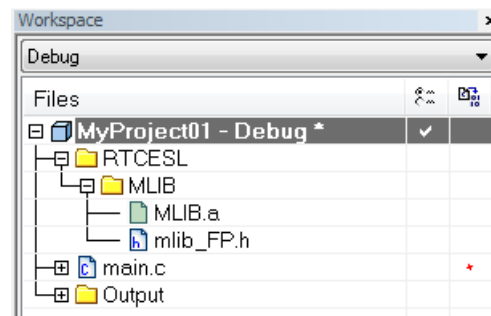 Workspace
Debug
Files
MyProject01 - Debug *
RTCESL
MLIB
MLIB.a
mlib_FP.h
main.c
Output